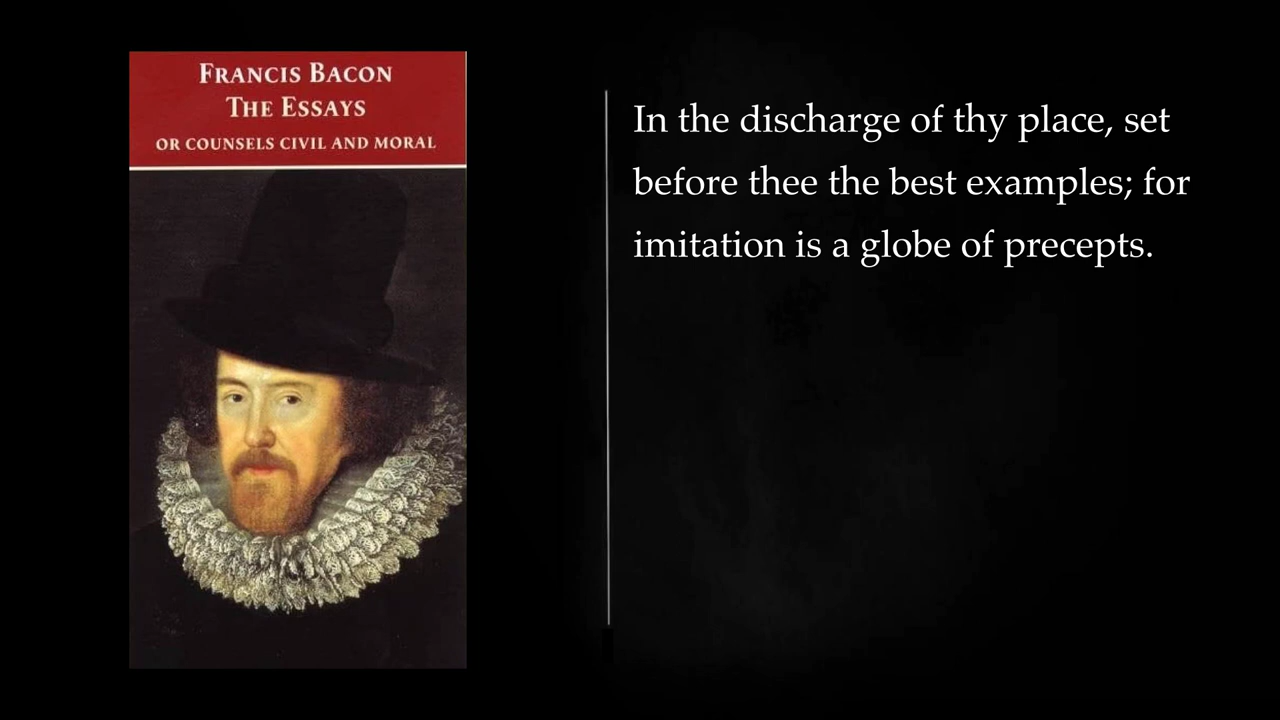 FRANCIS BACON
THE ESSAYS
OR COUNSELS CIVIL AND MORAL
In the discharge of thy place, set
before thee the best examples; for
imitation is a globe of precepts.